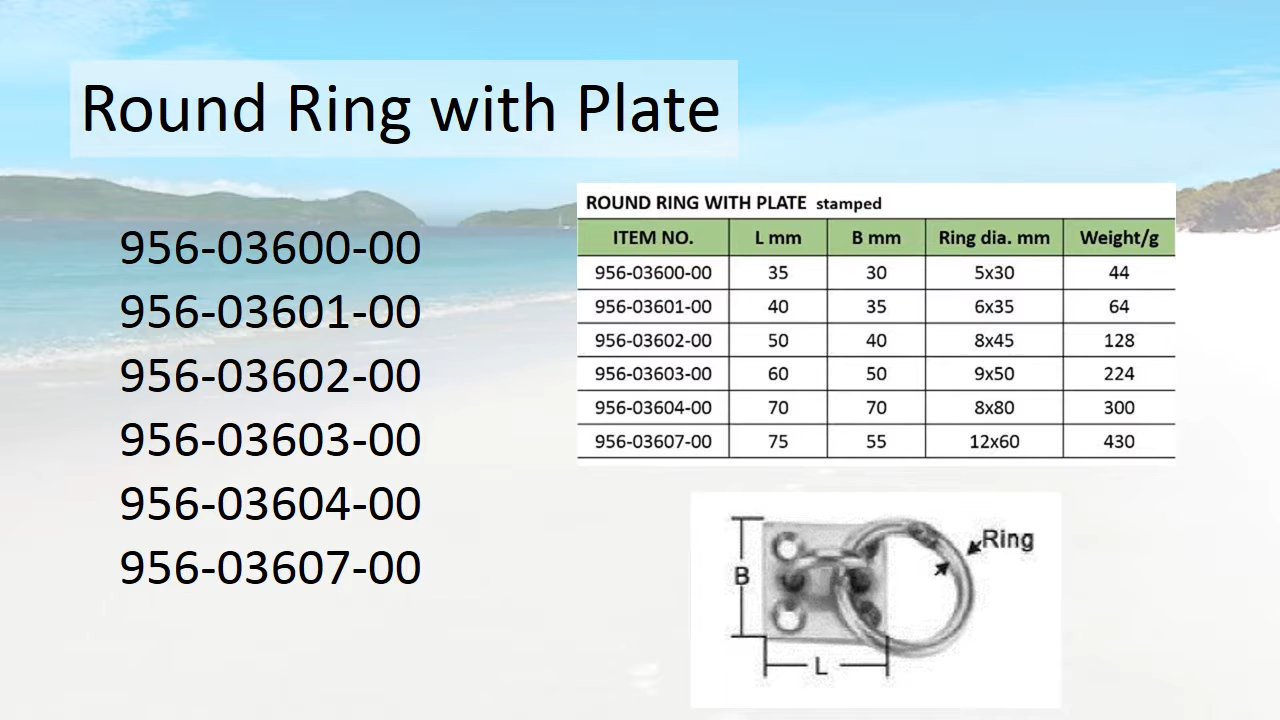 Round Ring with Plate
956-03600-00
956-03601-00
956-03602-00
956-03603-00
956-03604-00
956-03607-00
ROUND RING WITH PLATE stamped
ITEM NO. L mm B mm Ring dia. mm Weight/g
956-03600-00 35 30 5x30 44
956-03601-00 40 35 6x35 64
956-03602-00 50 40 8x45 128
956-03603-00 60 50 9x50 224
956-03604-00 70 70 8x80 300
956-03607-00 75 55 12x60 430
Ring
B
L